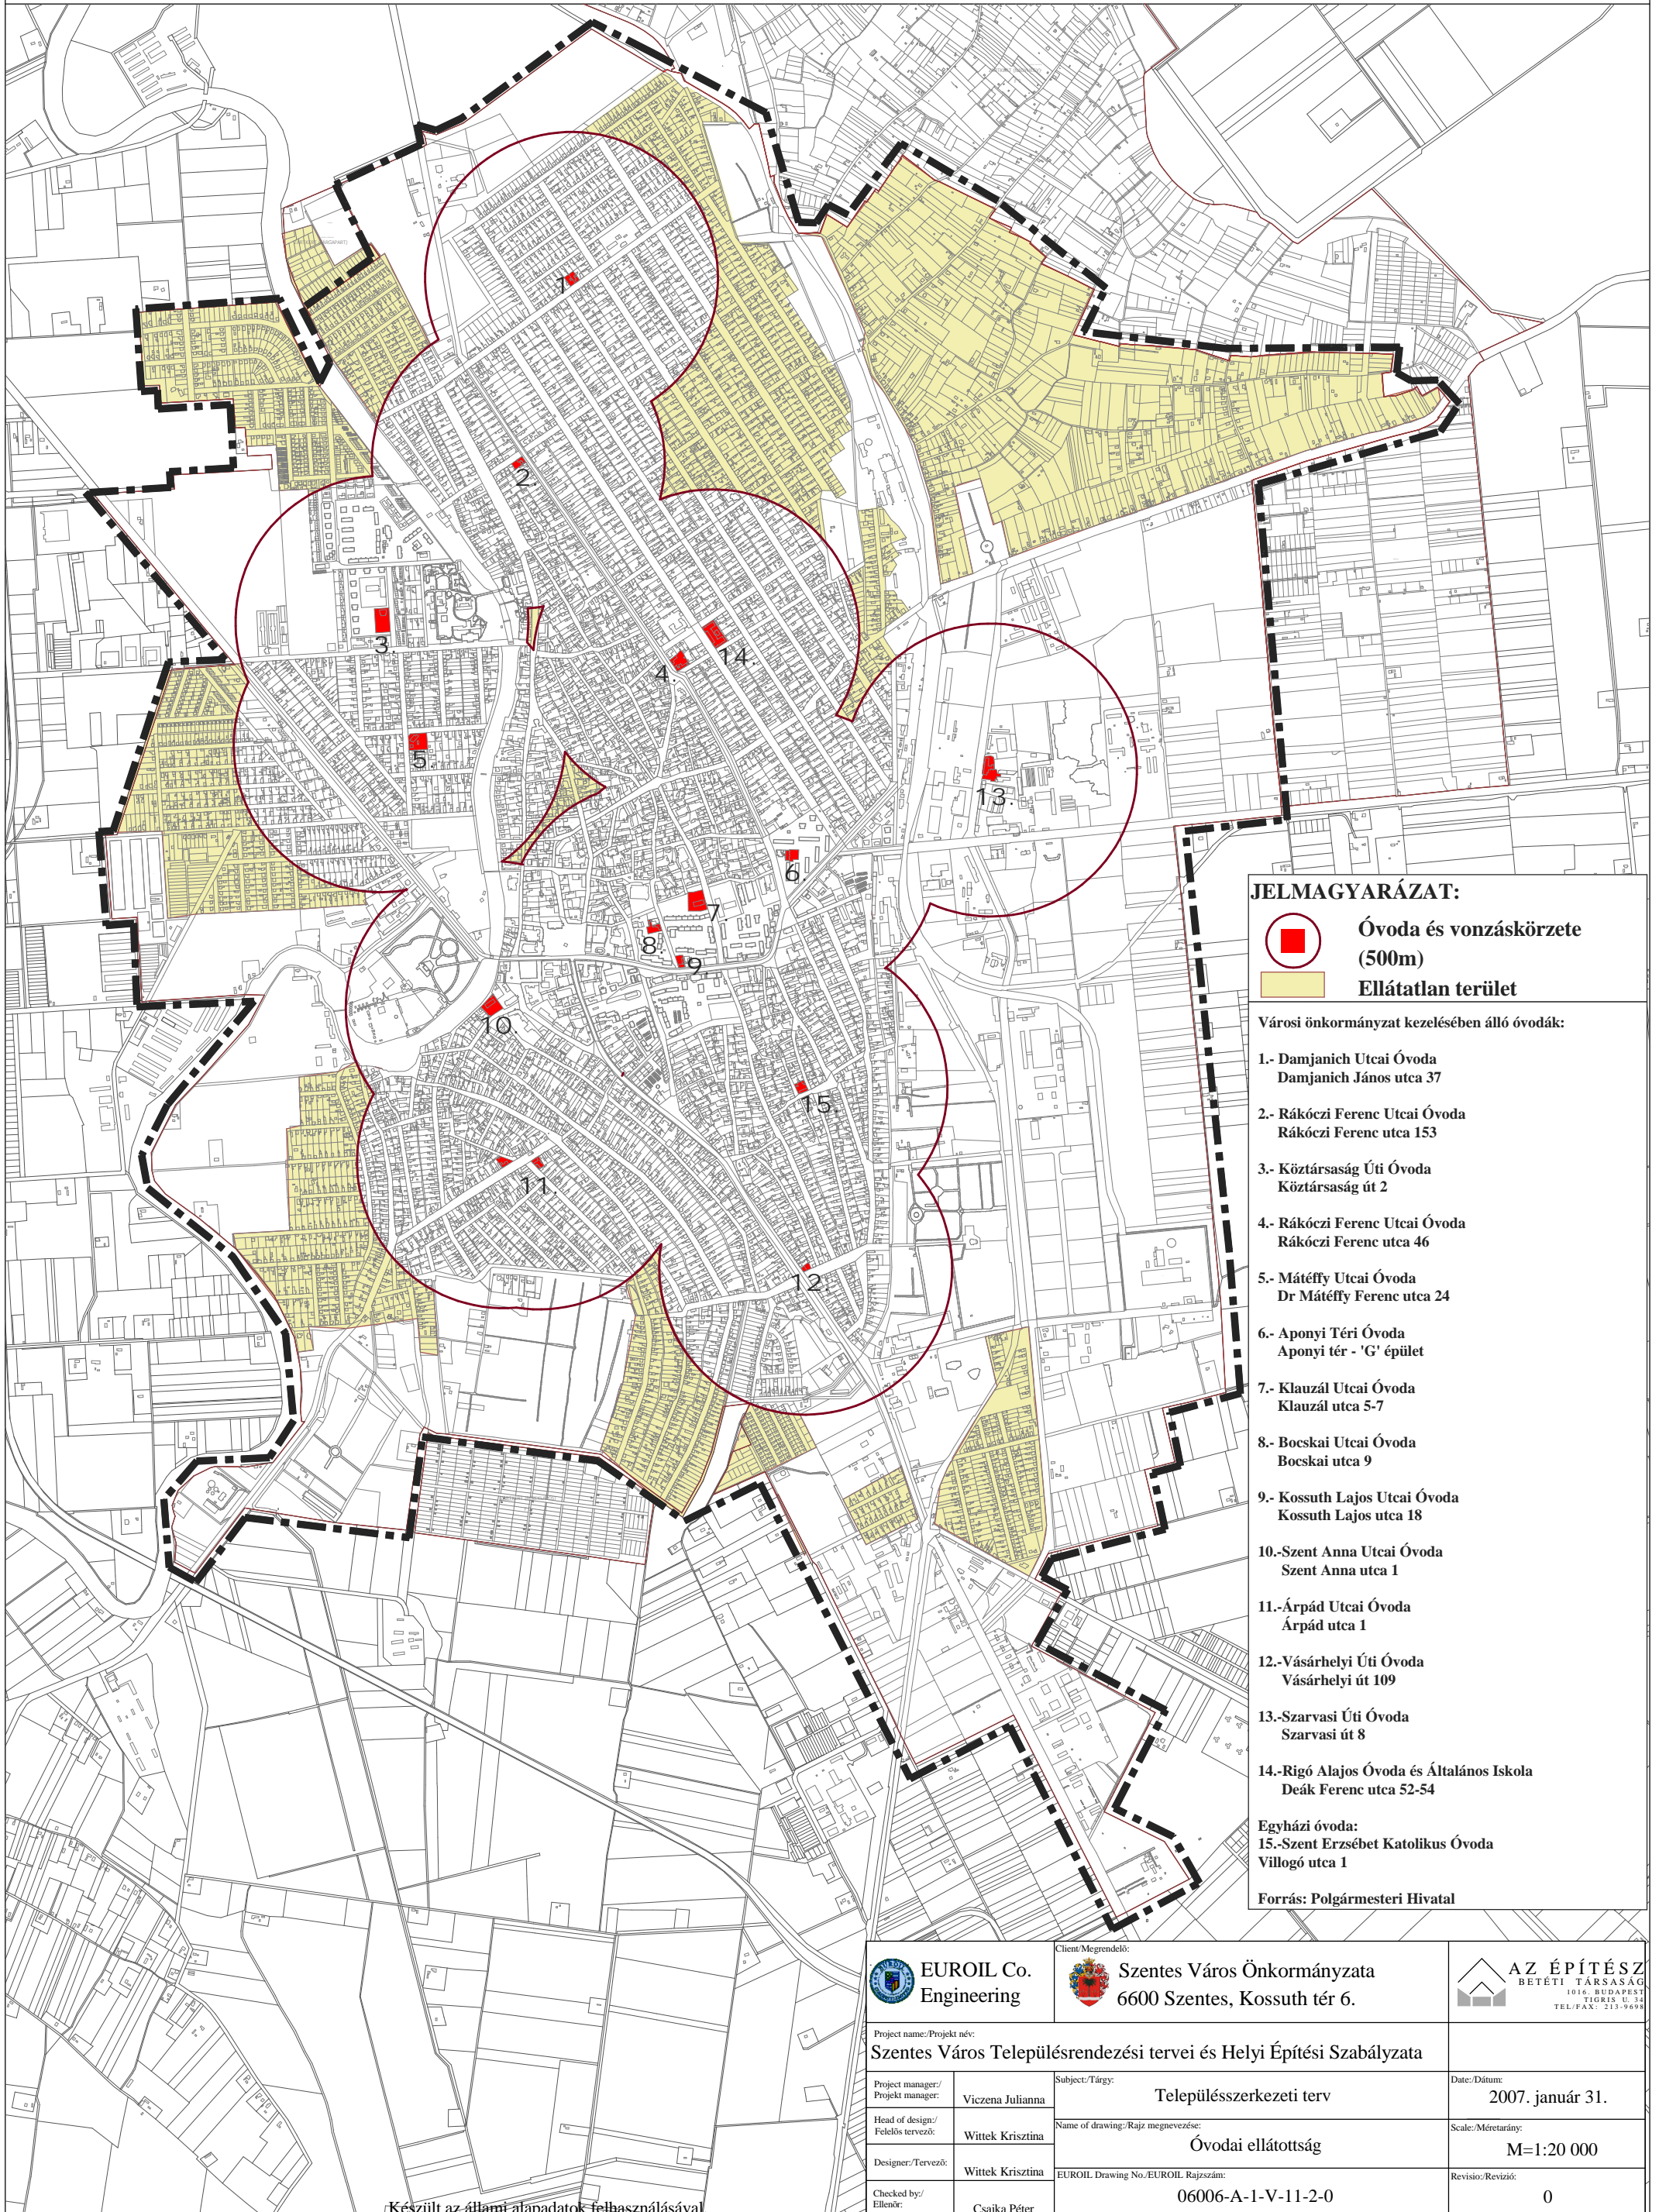 1.
2.
3.
4.
14.
5.
13.
6.
7.
8.
9.
10.
15.
11.
12.
JELMAGYARÁZAT:
Óvoda és vonzáskörzete
(500m)
Ellátatlan terület
Városi önkormányzat kezelésében álló óvodák:
1.- Damjanich Utcai Óvoda
Damjanich János utca 37
2.- Rákóczi Ferenc Utcai Óvoda
Rákóczi Ferenc utca 153
3.- Köztársaság Úti Óvoda
Köztársaság út 2
4.- Rákóczi Ferenc Utcai Óvoda
Rákóczi Ferenc utca 46
5.- Mátéffy Utcai Óvoda
Dr Mátéffy Ferenc utca 24
6.- Aponyi Téri Óvoda
Aponyi tér - 'G' épület
7.- Klauzál Utcai Óvoda
Klauzál utca 5-7
8.- Bocskai Utcai Óvoda
Bocskai utca 9
9.- Kossuth Lajos Utcai Óvoda
Kossuth Lajos utca 18
10.-Szent Anna Utcai Óvoda
Szent Anna utca 1
11.-Árpád Utcai Óvoda
Árpád utca 1
12.-Vásárhelyi Úti Óvoda
Vásárhelyi út 109
13.-Szarvasi Úti Óvoda
Szarvasi út 8
14.-Rigó Alajos Óvoda és Általános Iskola
Deák Ferenc utca 52-54
Egyházi óvoda:
15.-Szent Erzsébet Katolikus Óvoda
Villogó utca 1
Forrás: Polgármesteri Hivatal
EUROIL Co.
Engineering
Client/Megrendelő:
Szentes Város Önkormányzata
6600 Szentes, Kossuth tér 6.
AZ ÉPÍTÉSZ
BETÉTI TÁRSASÁG
1016. BUDAPEST
TIGRIS U. 34
TEL/FAX: 213-9698
Project name:/Projekt név:
Szentes Város Településrendezési tervei és Helyi Építési Szabályzata
Project manager:/
Projekt manager:
Viczena Julianna
Subject:/Tárgy:
Településszerkezeti terv
Date:/Dátum:
2007. január 31.
Head of design:/
Felelős tervező:
Wittek Krisztina
Name of drawing:/Rajz megnevezése:
Óvodai ellátottság
Scale:/Méretarány:
M=1:20 000
Designer:/Tervező:
Wittek Krisztina
EUROIL Drawing No./EUROIL Rajzszám:
06006-A-1-V-11-2-0
Revisio:/Revizió:
0
Checked by:/
Ellenőr:
Csajka Péter
Készült az állami alapadatok felhasználásával